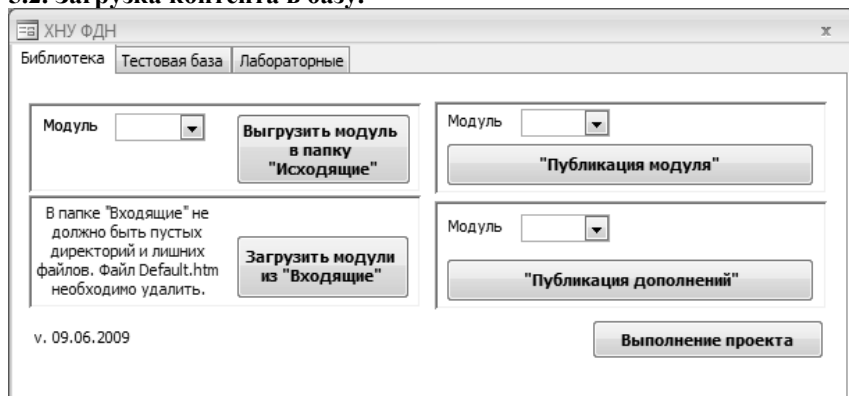 5.2. Загрузка контента в базу.
ХНУ ФДН
x
Библиотека Тестовая база Лабораторные
Модуль
Выгрузить модуль
в папку
"Исходящие"
Модуль
"Публикация модуля"
В папке "Входящие" не
должно быть пустых
директорий и лишних
файлов. Файл Default.htm
необходимо удалить.
Загрузить модули
из "Входящие"
Модуль
"Публикация дополнений"
v. 09.06.2009
Выполнение проекта